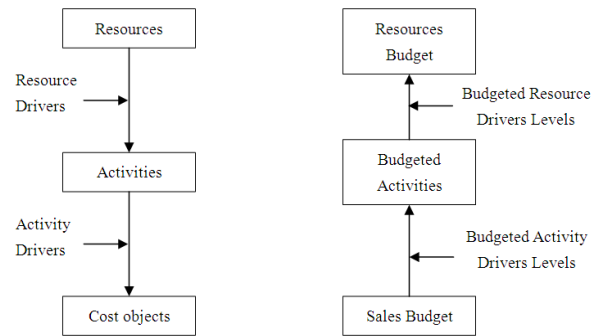 Resources
Resource
Drivers
Activities
Activity
Drivers
Cost objects
Resources
Budget
Budgeted Resource
Drivers Levels
Budgeted
Activities
Budgeted Activity
Drivers Levels
Sales Budget